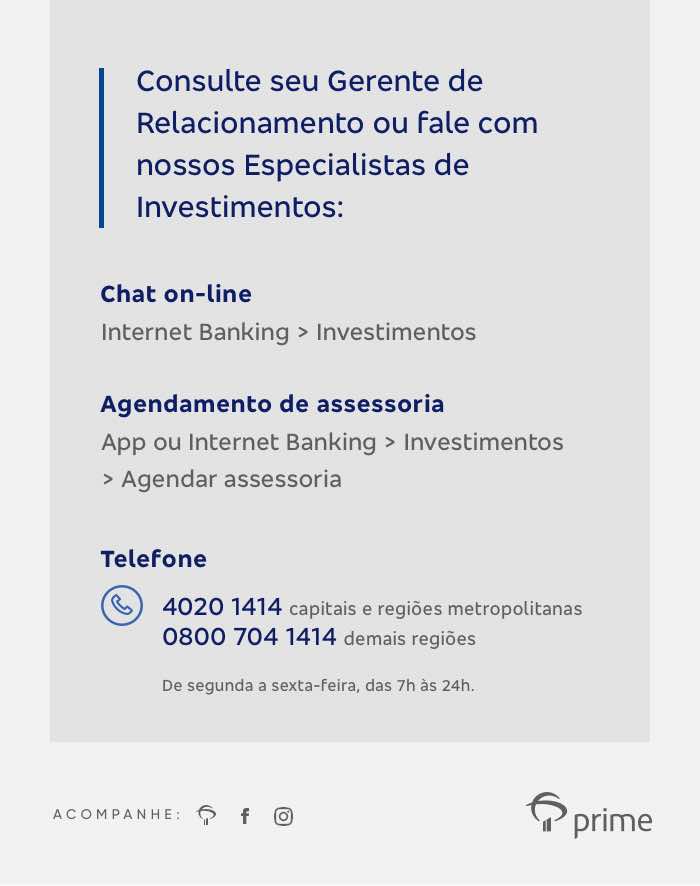 Consulte seu Gerente de
Relacionamento ou fale com
nossos Especialistas de
Investimentos:
Chat on-line
Internet Banking > Investimentos
Agendamento de assessoria
App ou Internet Banking > Investimentos
> Agendar assessoria
Telefone
4020 1414 capitais e regiões metropolitanas
0800 704 1414 demais regiões
De segunda a sexta-feira, das 7h às 24h.
ACOMPANHE:
prime